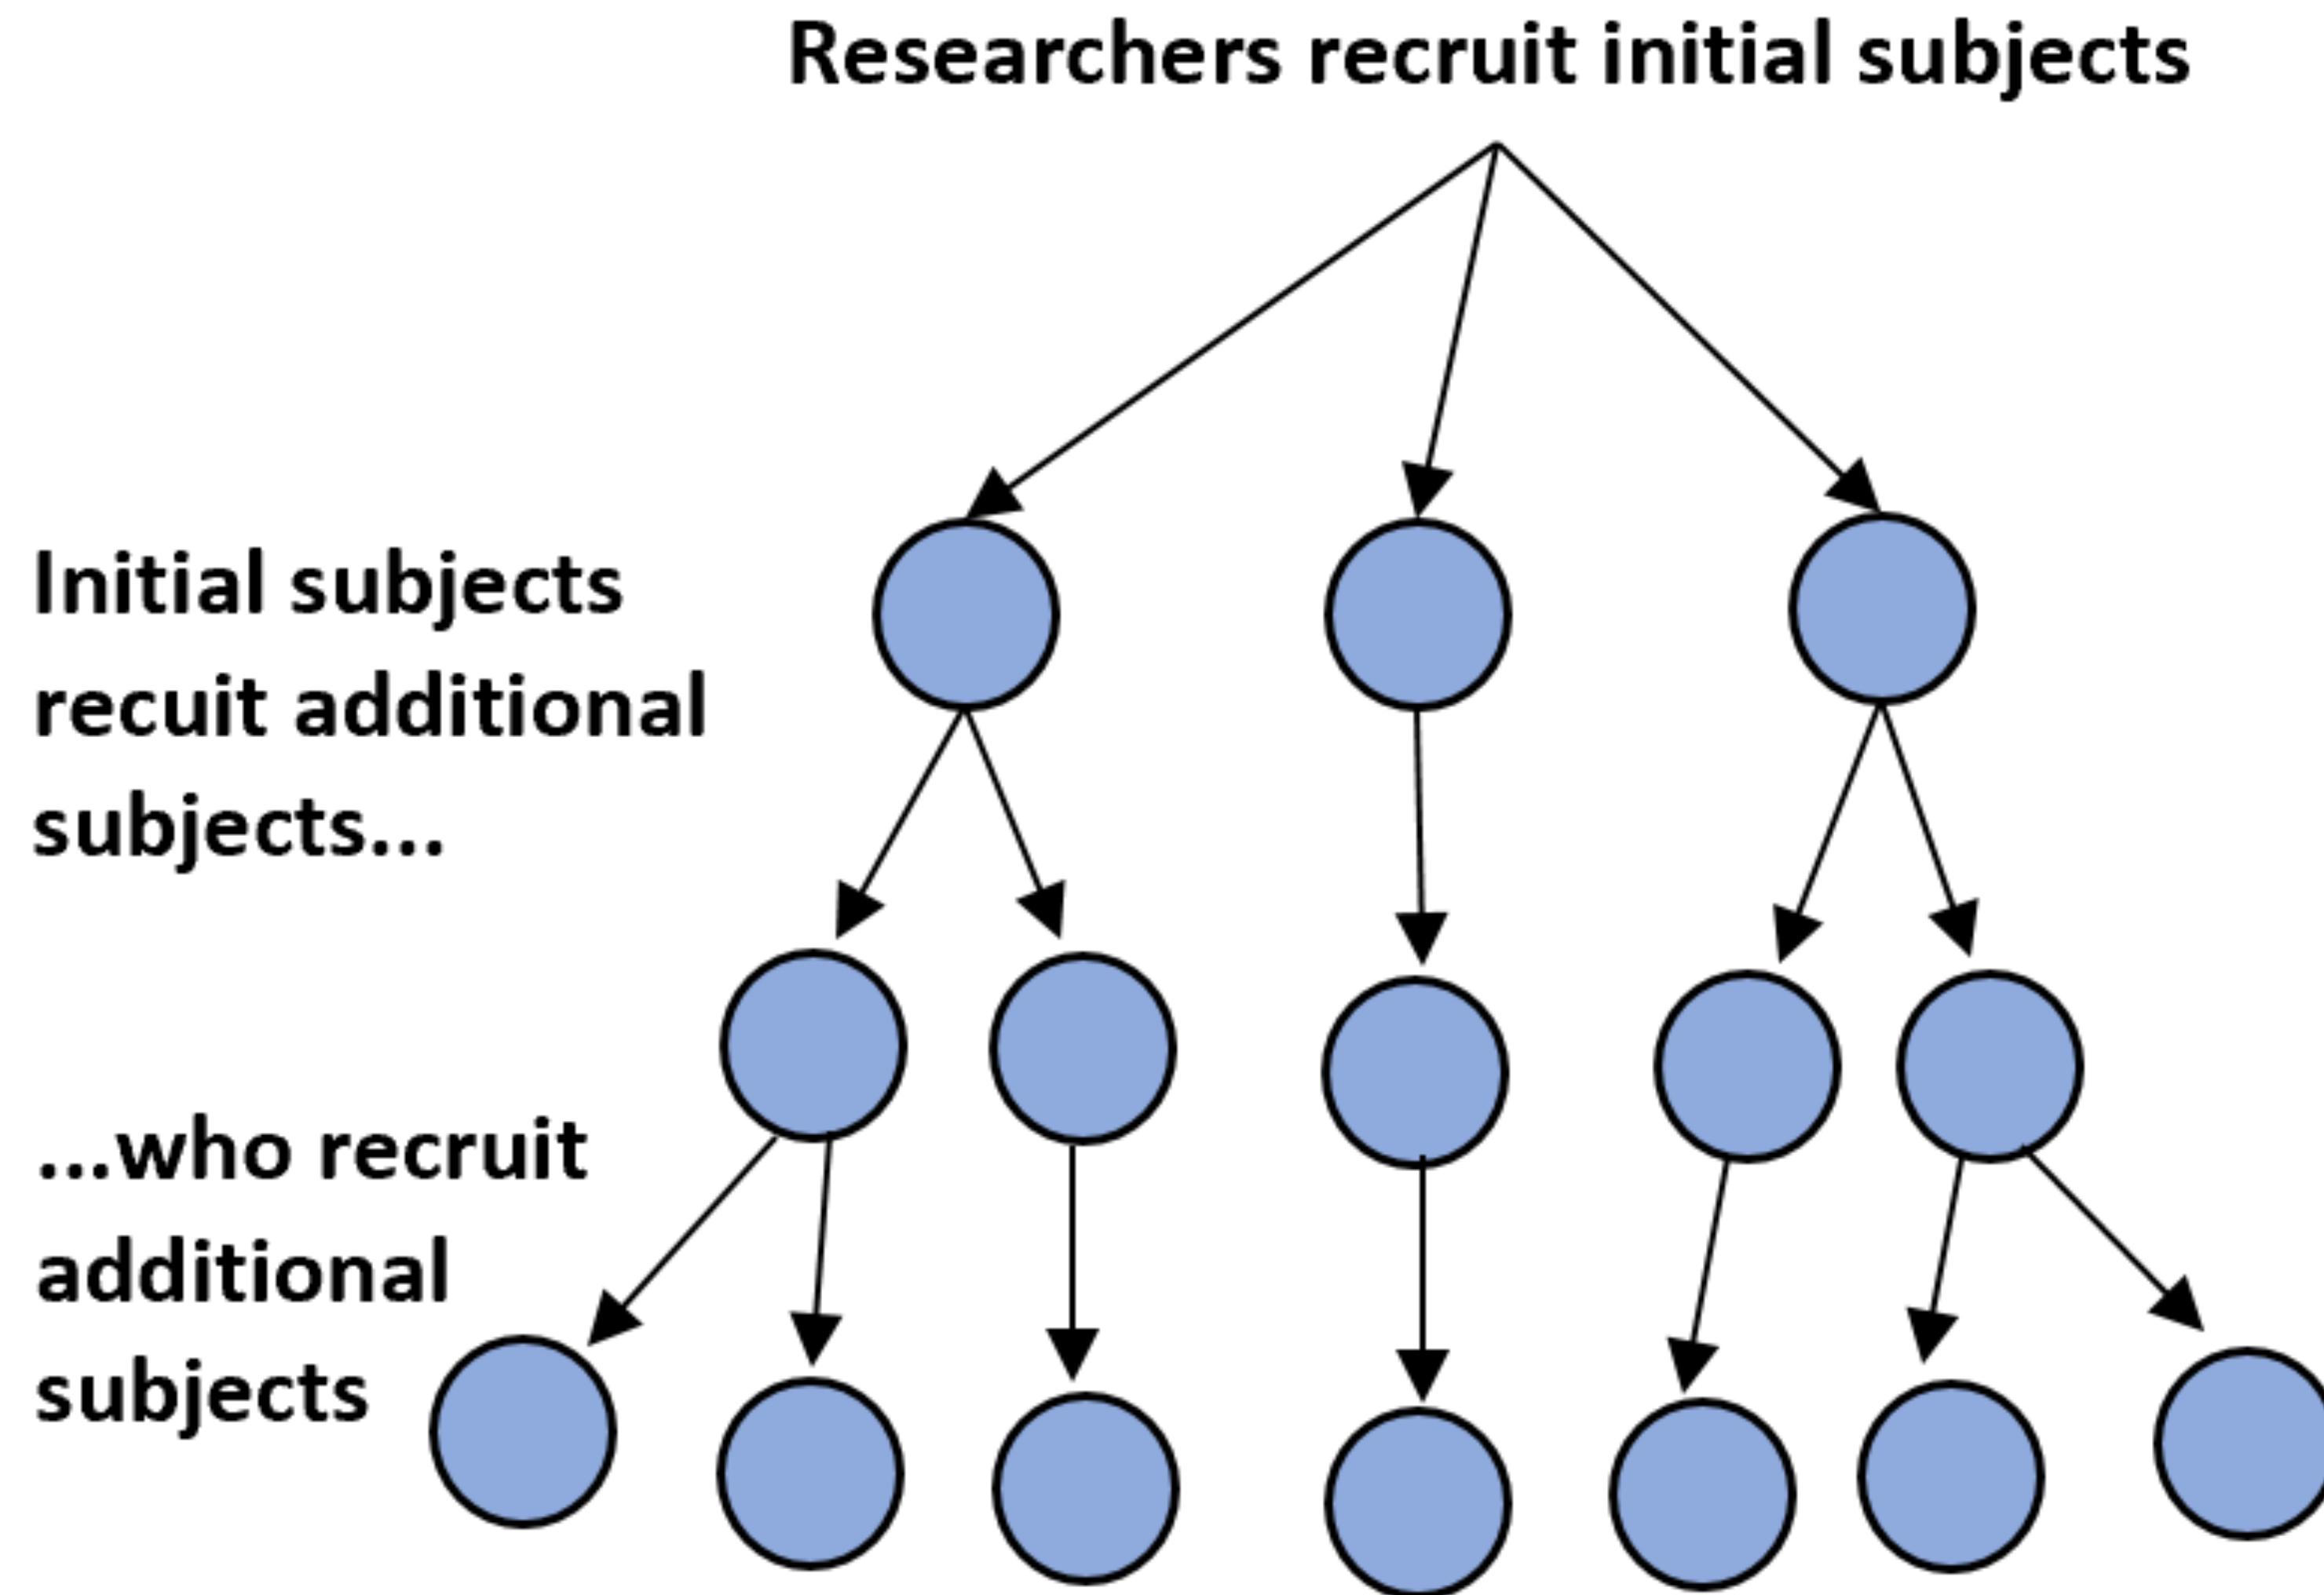 Researchers recruit initial subjects
Initial subjects
recuit additional
subjects...
...who recruit
additional
subjects